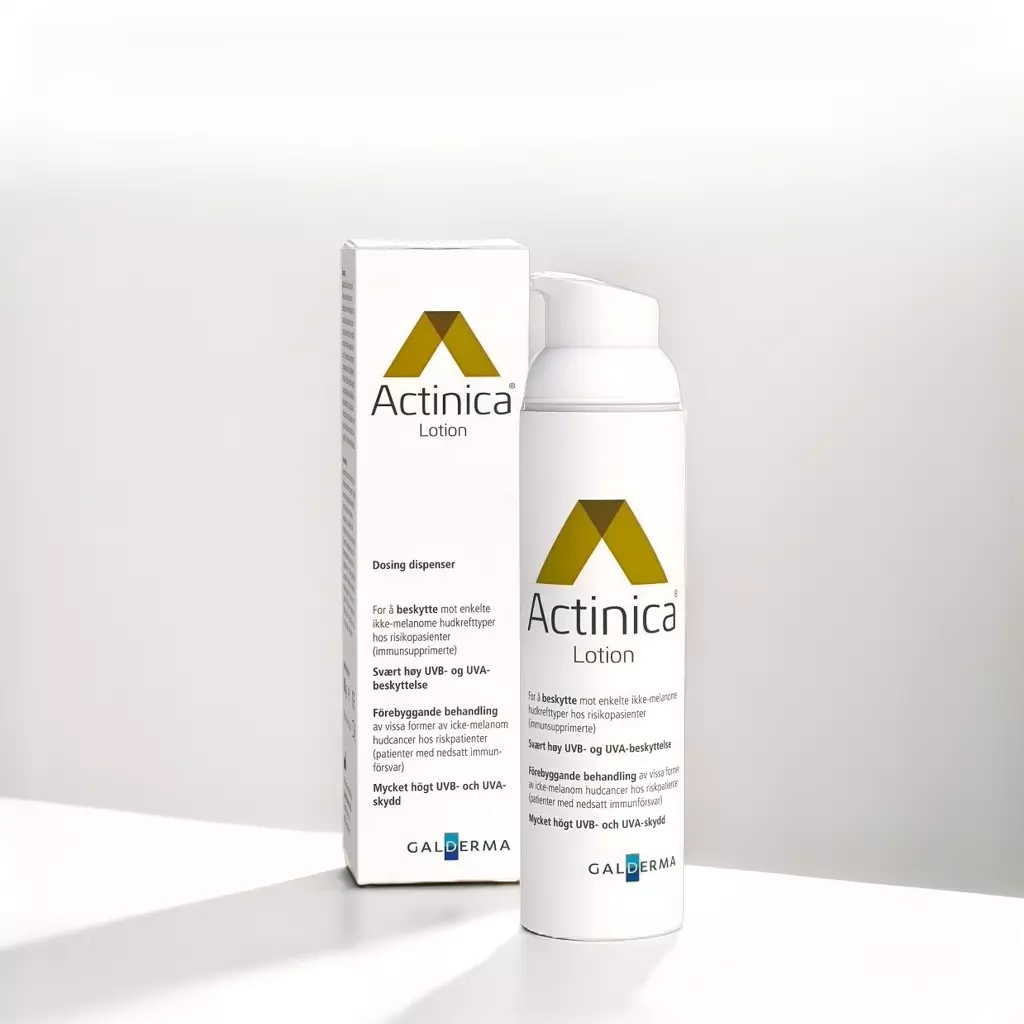 Actinica®
Lotion
Dosing dispenser
For å beskytte mot enkelte
ikke-melanome hudkrefttyper
hos risikopasienter
(immunsupprimerte)
Svært høy UVB- og UVA-
beskyttelse
Förebyggande behandling
av vissa former av icke-melanom
hudcancer hos riskpatienter
(patienter med nedsatt immun-
försvar)
Mycket högt UVB- och UVA-
skydd
GALDERMA
Actinica®
Lotion
For å beskytte mot enkelte ikke-melanome
hudkrefttyper hos risikopasienter
(immunsupprimerte)
Svært høy UVB- og UVA-beskyttelse
Förebyggande behandling av vissa former
av icke-melanom hudcancer hos riskpatienter
(patienter med nedsatt immunförsvar)
Mycket högt UVB- och UVA-skydd
GALDERMA